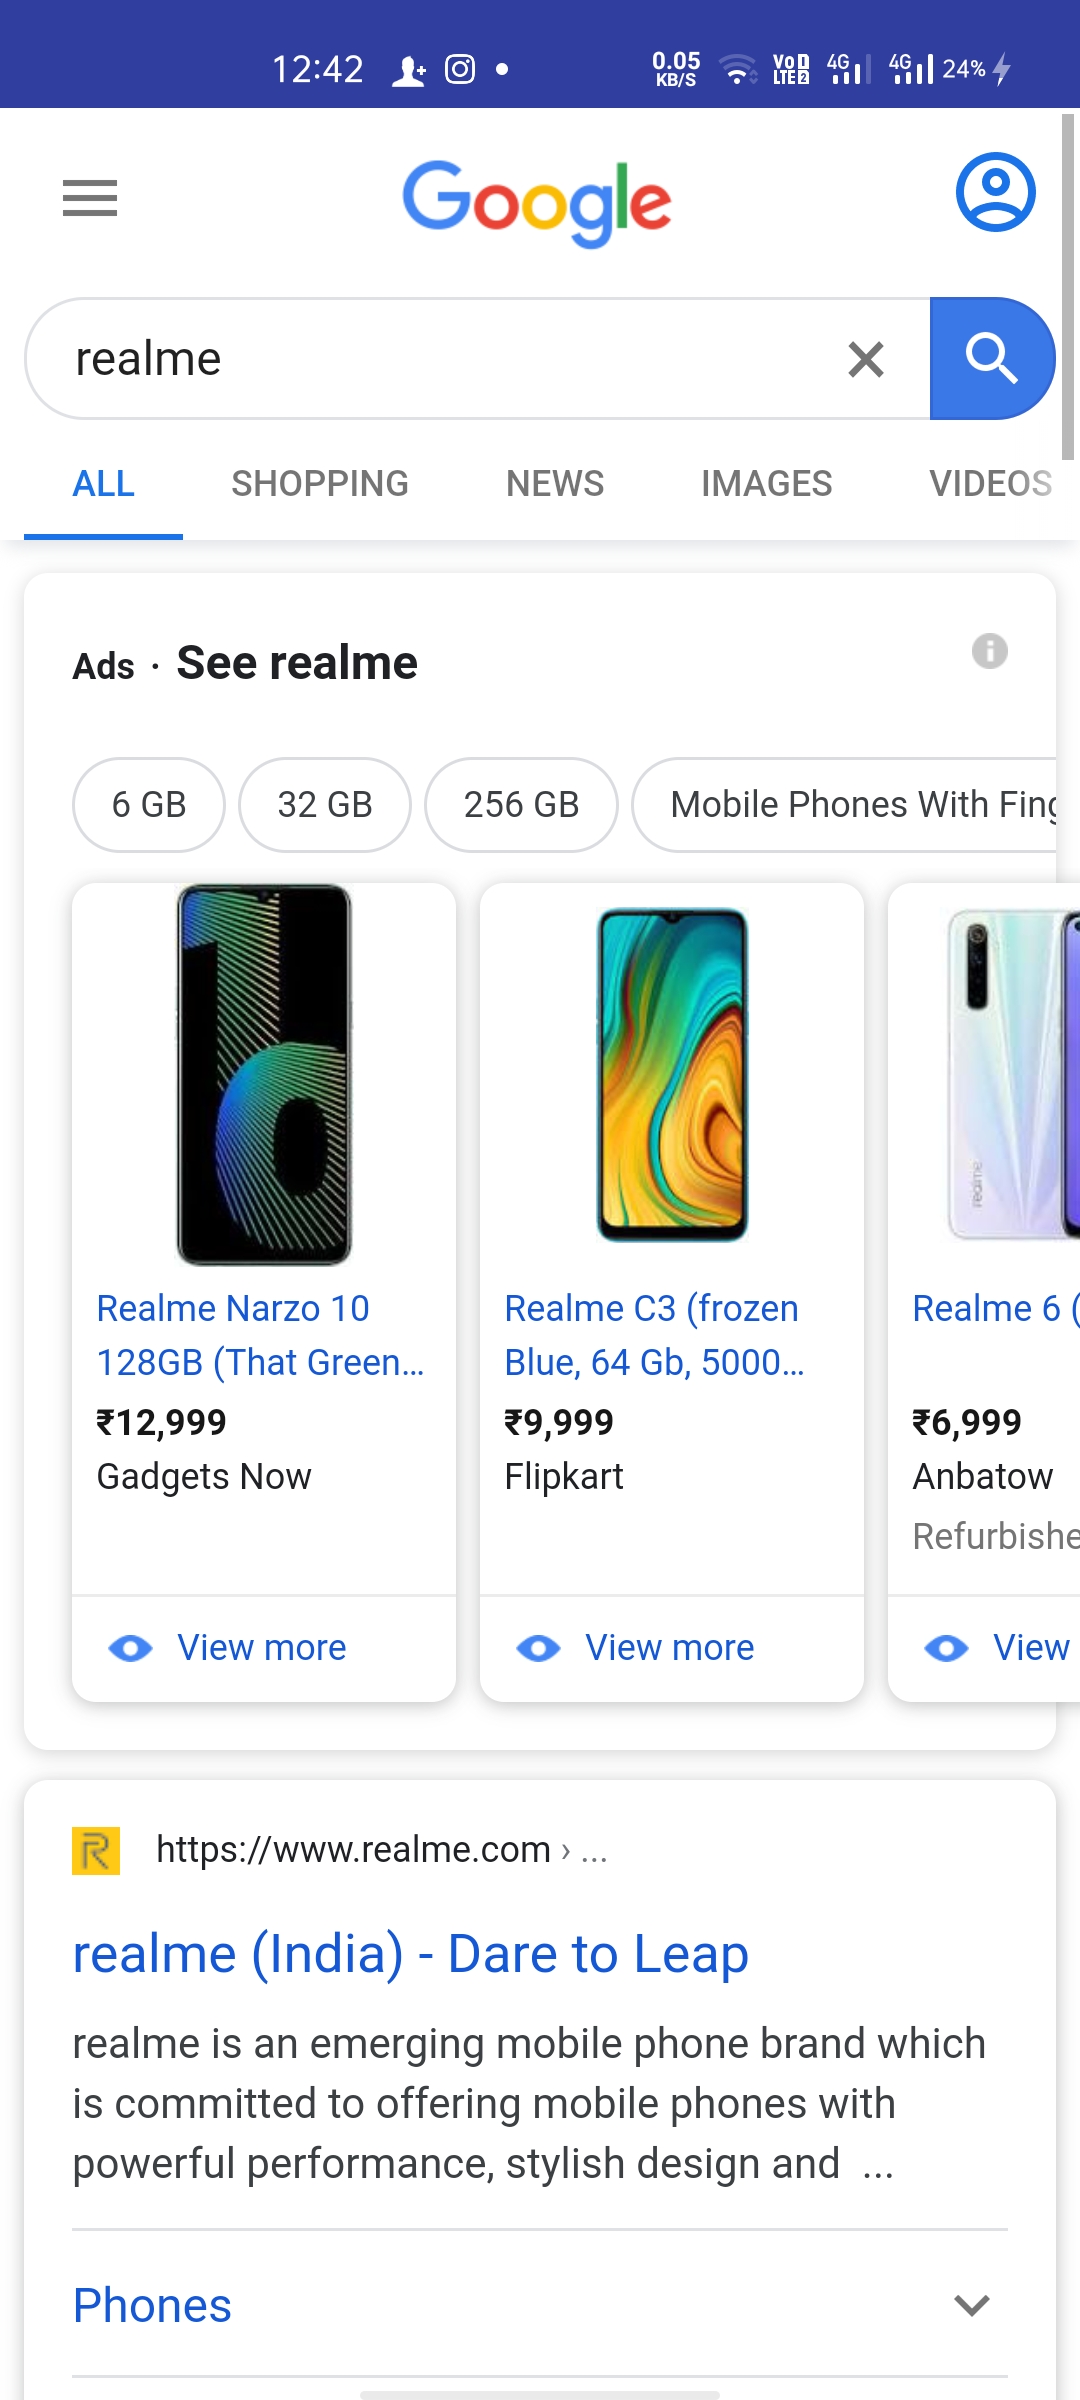 12:42
0.05
KB/S
VoD
LTE2
4G
4G
24%
Google
realme
ALL SHOPPING NEWS IMAGES VIDEOS
Ads · See realme
6 GB 32 GB 256 GB Mobile Phones With Fing
Realme Narzo 10
128GB (That Green...
₹12,999
Gadgets Now
View more
Realme C3 (frozen
Blue, 64 Gb, 5000...
₹9,999
Flipkart
View more
realme
Realme 6 (
₹6,999
Anbatow
Refurbishe
View
https://www.realme.com › ...
realme (India) - Dare to Leap
realme is an emerging mobile phone brand which
is committed to offering mobile phones with
powerful performance, stylish design and ...
Phones